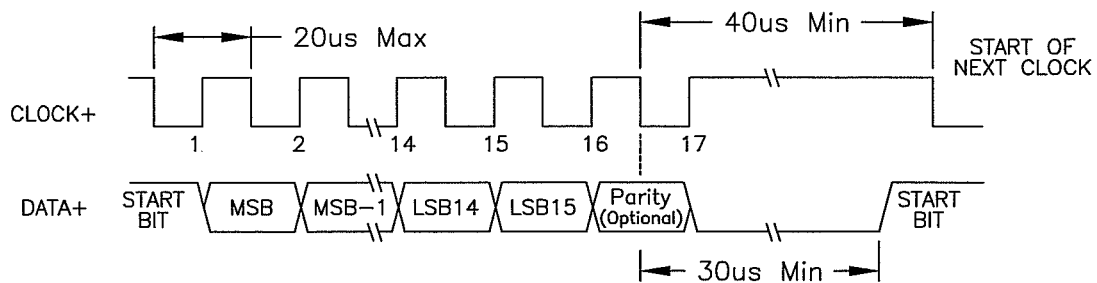 20us Max
40us Min
START OF
NEXT CLOCK
CLOCK+
1
2
14
15
16
17
DATA+
START
BIT
MSB
MSB-1
LSB14
LSB15
Parity
(Optional)
START
BIT
30us Min